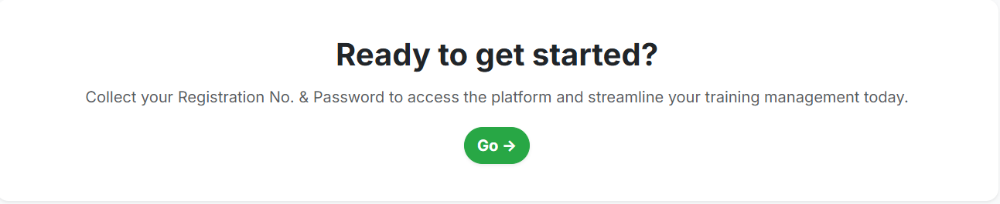 Ready to get started?
Collect your Registration No. & Password to access the platform and streamline your training management today.
Go →